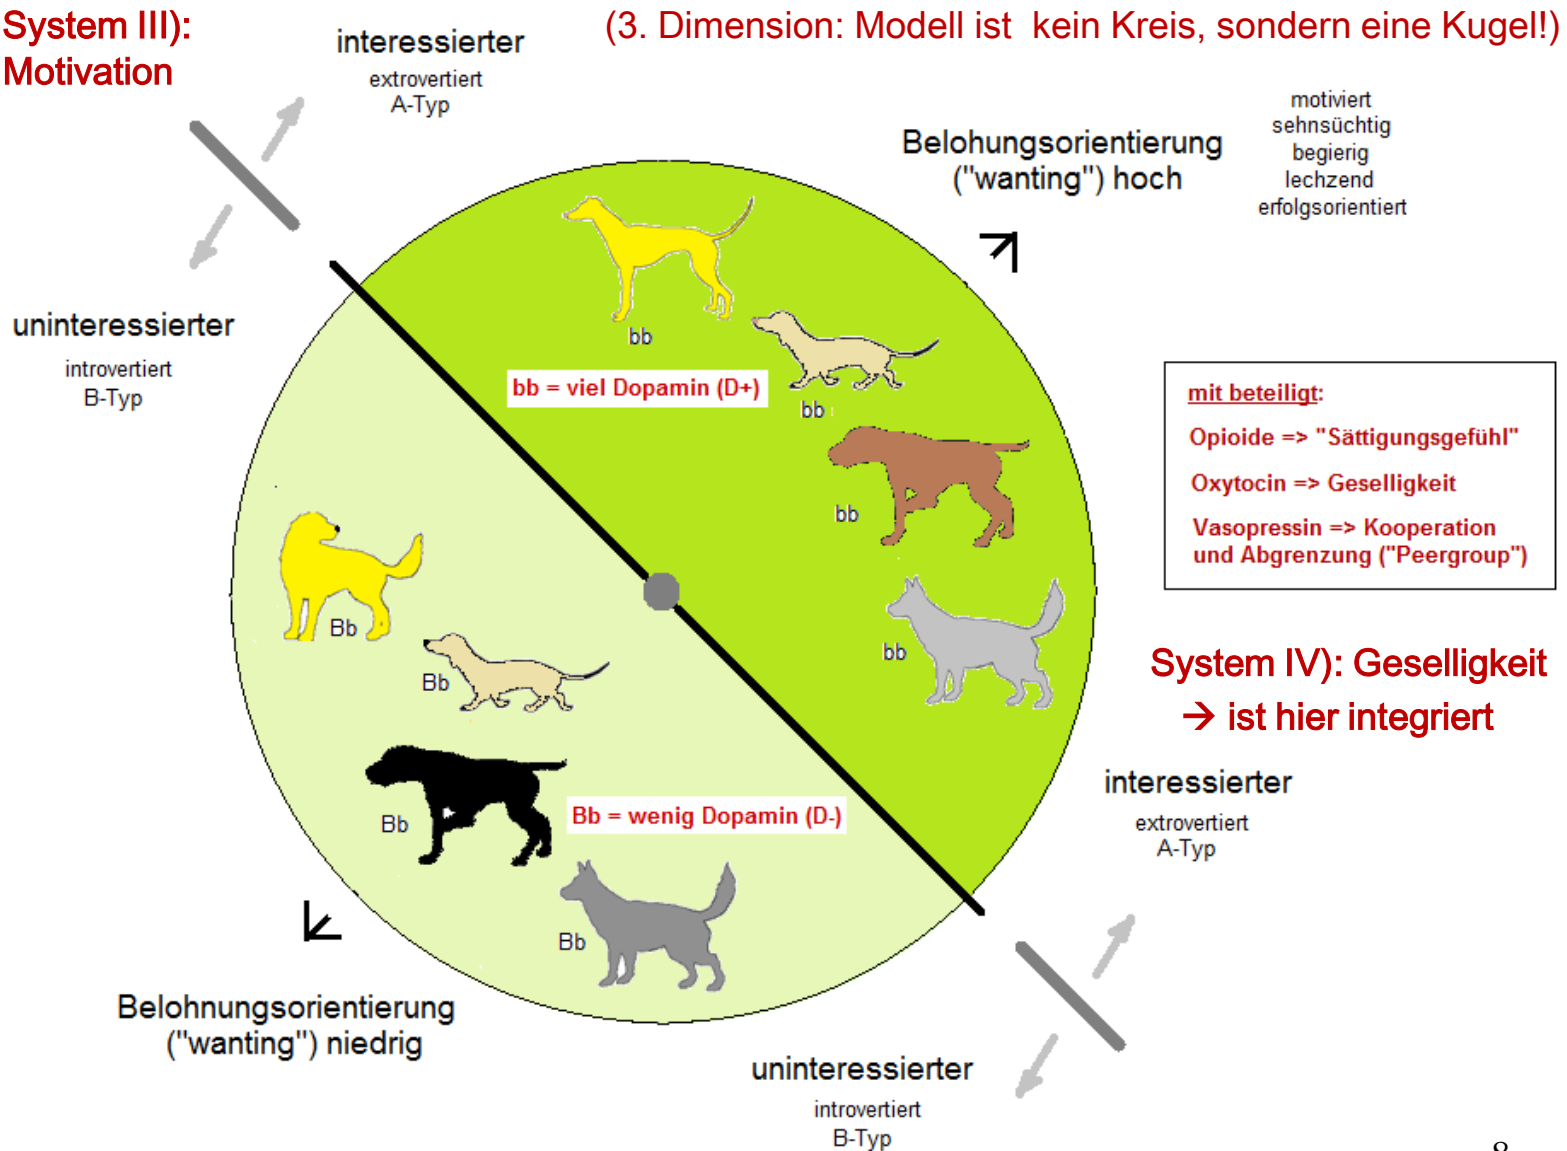 System III):
Motivation
(3. Dimension: Modell ist kein Kreis, sondern eine Kugel!)
interessierter
extrovertiert
A-Typ
Belohungsorientierung
("wanting") hoch
motiviert
sehnsüchtig
begierig
lechzend
erfolgsorientiert
uninteressierter
introvertiert
B-Typ
bb
bb = viel Dopamin (D+)
bb
bb
bb
mit beteiligt:
Opioide => "Sättigungsgefühl"
Oxytocin => Geselligkeit
Vasopressin => Kooperation
und Abgrenzung ("Peergroup")
System IV): Geselligkeit
→ ist hier integriert
Bb
Bb
Bb
Bb = wenig Dopamin (D-)
Bb
interessierter
extrovertiert
A-Typ
Belohnungsorientierung
("wanting") niedrig
uninteressierter
introvertiert
B-Typ
8